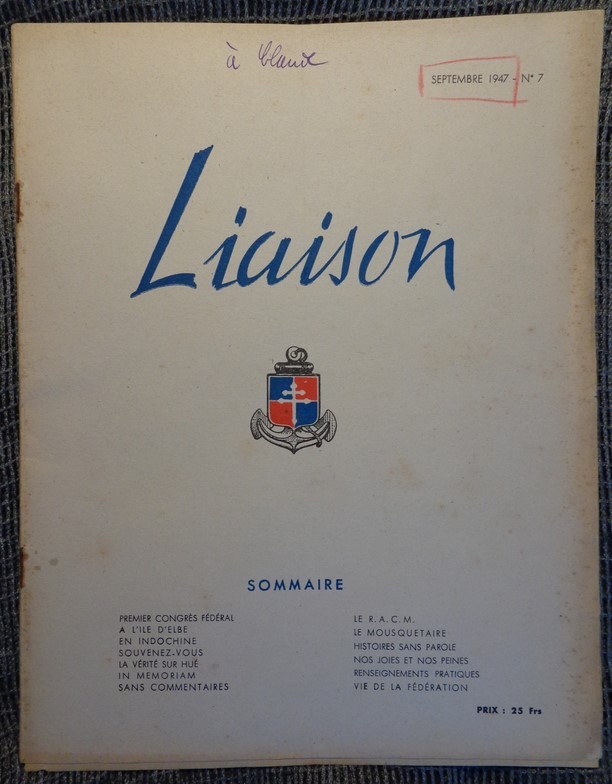 à blanc
SEPTEMBRE 1947 - N° 7
Liaison
SOMMAIRE
PREMIER CONGRÈS FÉDÉRAL
A L'ILE D'ELBE
EN INDOCHINE
SOUVENEZ-VOUS
LA VÉRITÉ SUR HUÉ
IN MEMORIAM
SANS COMMENTAIRES
LE R.A.C.M.
LE MOUSQUETAIRE
HISTOIRES SANS PAROLE
NOS JOIES ET NOS PEINES
RENSEIGNEMENTS PRATIQUES
VIE DE LA FÉDÉRATION
PRIX : 25 Frs